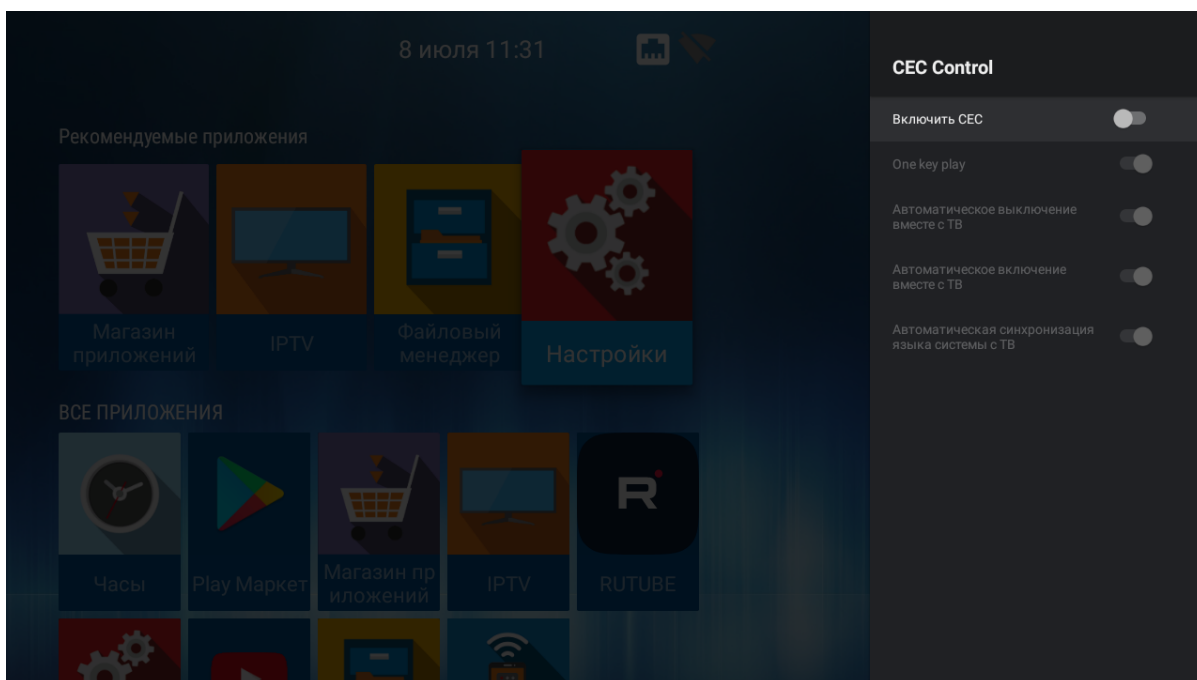 8 июля 11:31
CEC Control
Включить CEC
One key play
Автоматическое выключение
вместе с ТВ
Автоматическое включение
вместе с ТВ
Автоматическая синхронизация
языка системы с ТВ
Рекомендуемые приложения
Магазин
приложений
IPTV
Файловый
менеджер
Настройки
ВСЕ ПРИЛОЖЕНИЯ
Часы
Play Маркет
Магазин пр
иложений
IPTV
R
RUTUBE